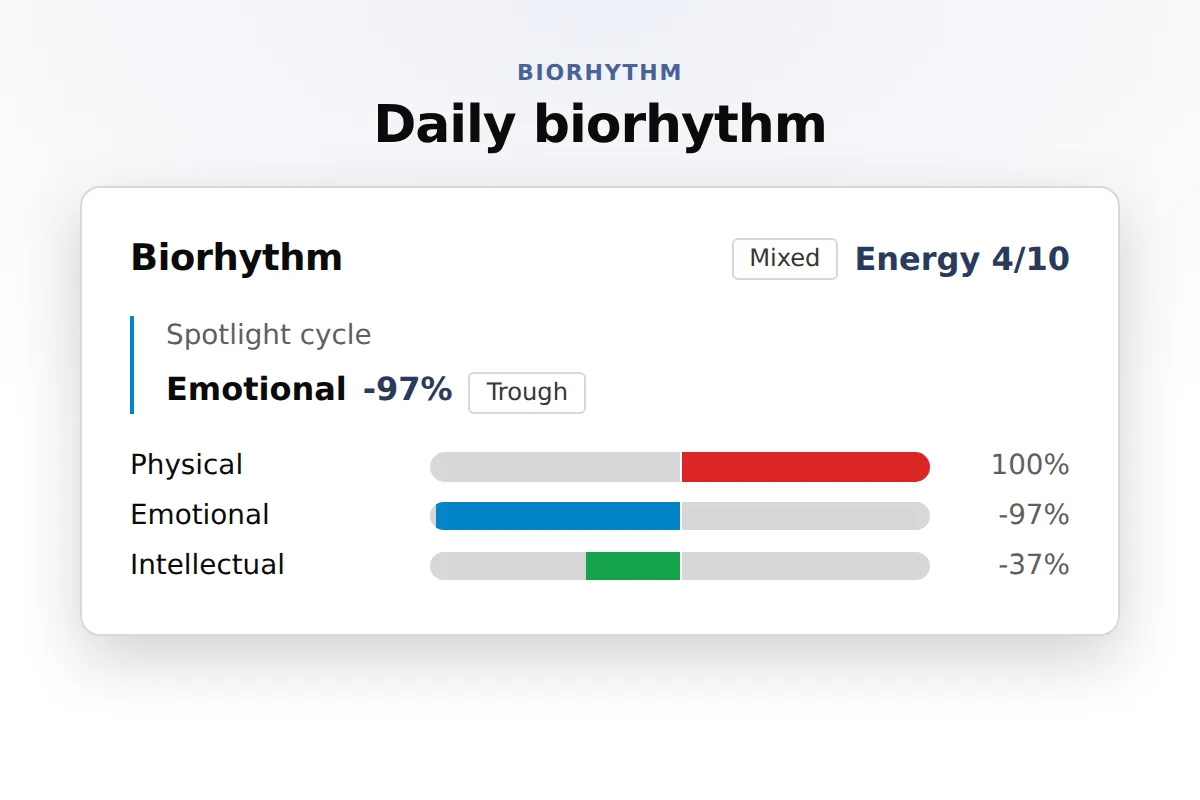 BIORHYTHM
Daily biorhythm
Biorhythm
Mixed
Energy 4/10
Spotlight cycle
Emotional -97% Trough
Physical 100%
Emotional -97%
Intellectual -37%